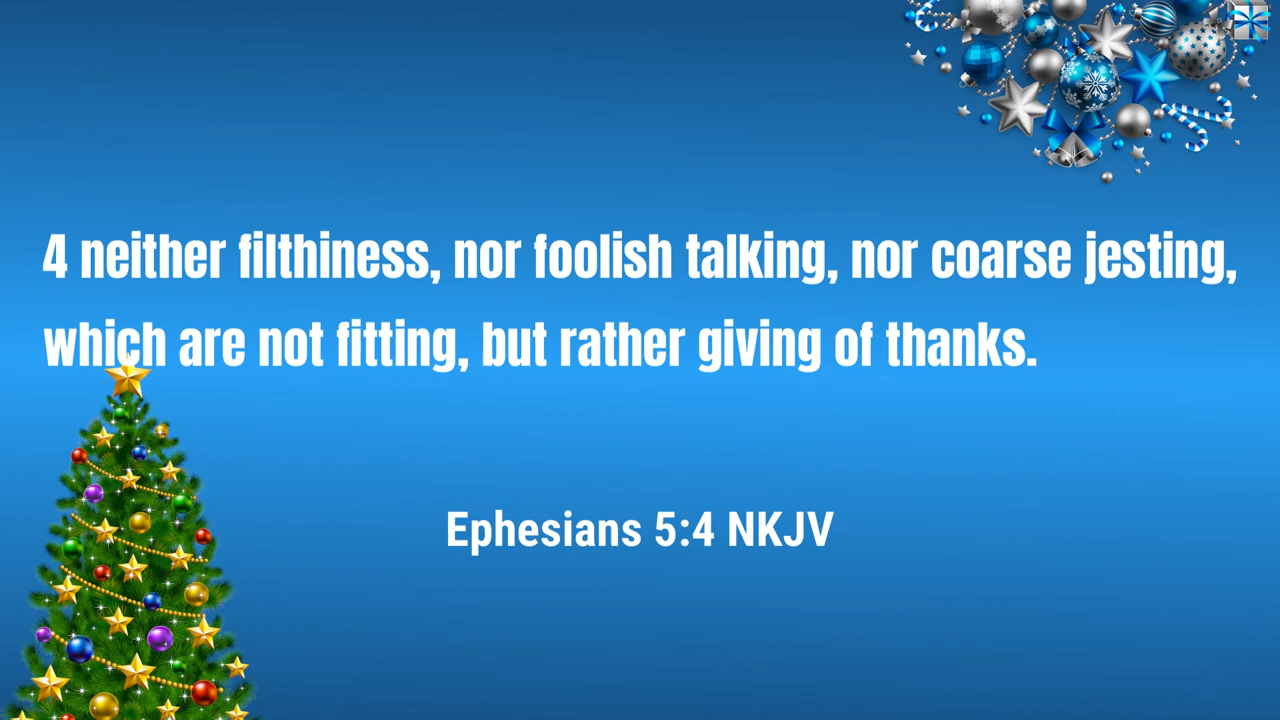 4 neither filthiness, nor foolish talking, nor coarse jesting,
which are not fitting, but rather giving of thanks.
Ephesians 5:4 NKJV